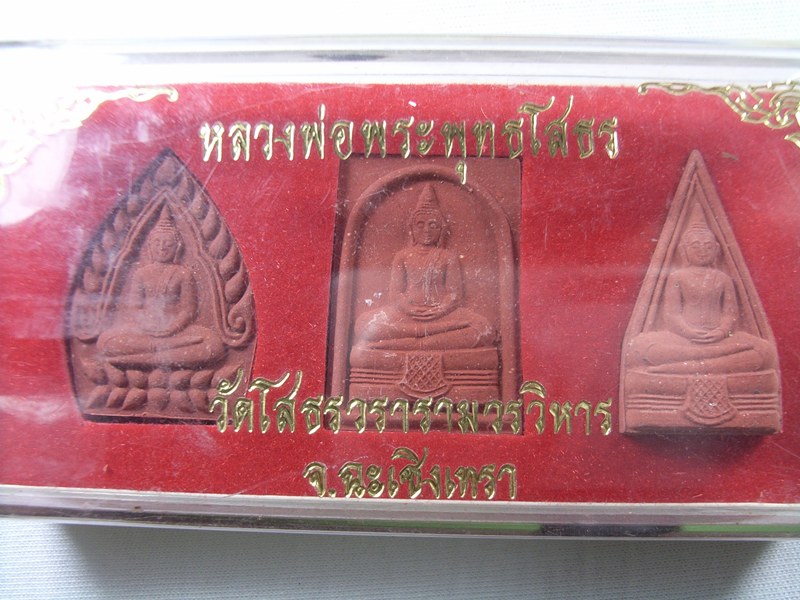 หลวงพ่อพระพุทธโสธร
วัดโสธรวรารามวรวิหาร
จ.ฉะเชิงเทรา